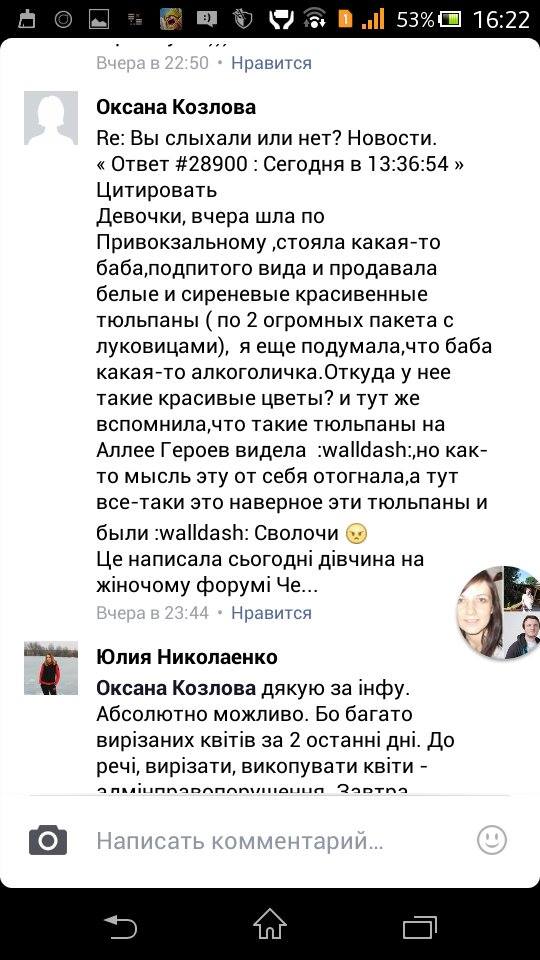 53%
16:22
Вчера в 22:50 • Нравится
Оксана Козлова
Re: Вы слыхали или нет? Новости.
« Ответ #28900 : Сегодня в 13:36:54 »
Цитировать
Девочки, вчера шла по
Привокзальному ,стояла какая-то
баба,подпитого вида и продавала
белые и сиреневые красивенные
тюльпаны ( по 2 огромных пакета с
луковицами),  я еще подумала,что баба
какая-то алкоголичка.Откуда у нее
такие красивые цветы? и тут же
вспомнила,что такие тюльпаны на
Аллее Героев видела  :walldash:,но как-
то мысль эту от себя отогнала,а тут
все-таки это наверное эти тюльпаны и
были :walldash: Сволочи 😠
Це написала сьогодні дівчина на
жіночому форумі Че...
Вчера в 23:44 • Нравится
Юлия Николаенко
Оксана Козлова дякую за інфу.
Абсолютно можливо. Бо багато
вирізаних квітів за 2 останні дні. До
речі, вирізати, викопувати квіти -
адмінправопорушення. Завтра
Написать комментарий...